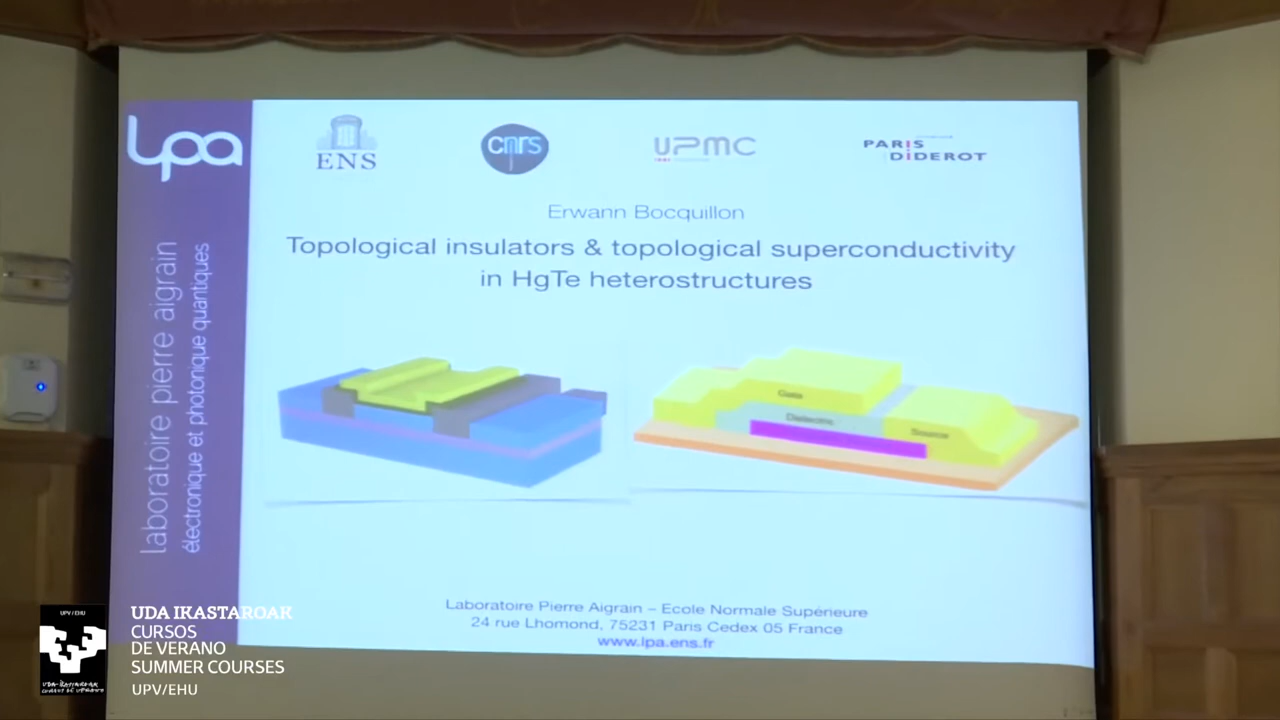 lpa
laboratoire pierre aigrain
électronique et photonique quantiques
ENS
cnrs
UPMC
PARIS
DIDEROT
Erwann Bocquillon
Topological insulators & topological superconductivity
in HgTe heterostructures
Gate
Dielectric
Source
Laboratoire Pierre Aigrain – Ecole Normale Supérieure
24 rue Lhomond, 75231 Paris Cedex 05 France
www.lpa.ens.fr
UPV / EHU
UDA IKASTAROAK
CURSOS
DE VERANO
SUMMER COURSES
UPV/EHU